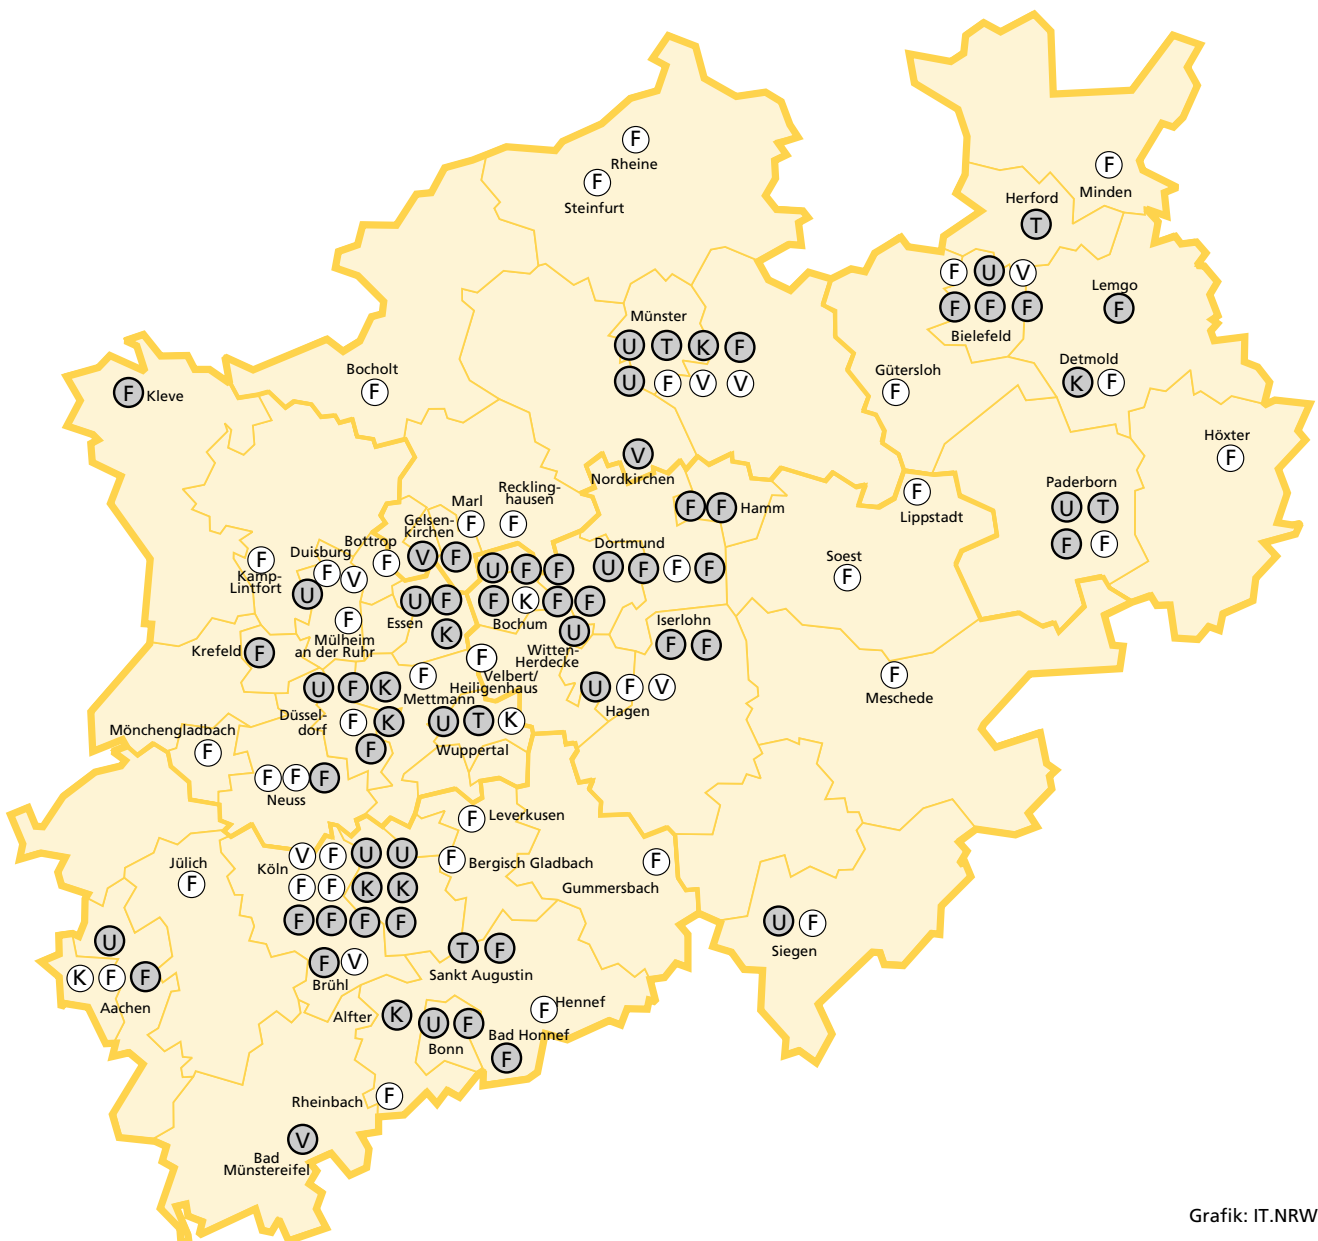 F
Rheine
F
Steinfurt
F
Minden
Herford
T
F U V
F F F
Bielefeld
Lemgo
F
Münster
U T K F
U F V V
Bocholt
F
F Kleve
Gütersloh
F
Detmold
K F
Höxter
F
V
Nordkirchen
F F Hamm
F
Lippstadt
Paderborn
U T
F F
Marl
F
Reckling-
hausen
F
Gelsen-
kirchen
V F
Bottrop
F
Duisburg
F V
U
F
Kamp-
Lintfort
U F F
F K F F
Bochum
U
Witten-
Herdecke
Dortmund
U F F F
Soest
F
U F
Essen
K
F
Mülheim
an der Ruhr
Iserlohn
F F
Krefeld F
F
Velbert/
Heiligenhaus
F
Mettmann
U F K
Düssel-
dorf
F K
F
U F V
Hagen
F
Meschede
U T K
Wuppertal
Mönchengladbach
F
F F F
Neuss
F Leverkusen
Köln
V F U U
F F K K
F F F F
F Bergisch Gladbach
F
Gummersbach
Jülich
F
U F
Siegen
U
K F F
Aachen
F V
Brühl
T F
Sankt Augustin
Alfter K
U F
Bonn
F Hennef
Bad Honnef
F
Rheinbach F
V
Bad
Münstereifel
Grafik: IT.NRW